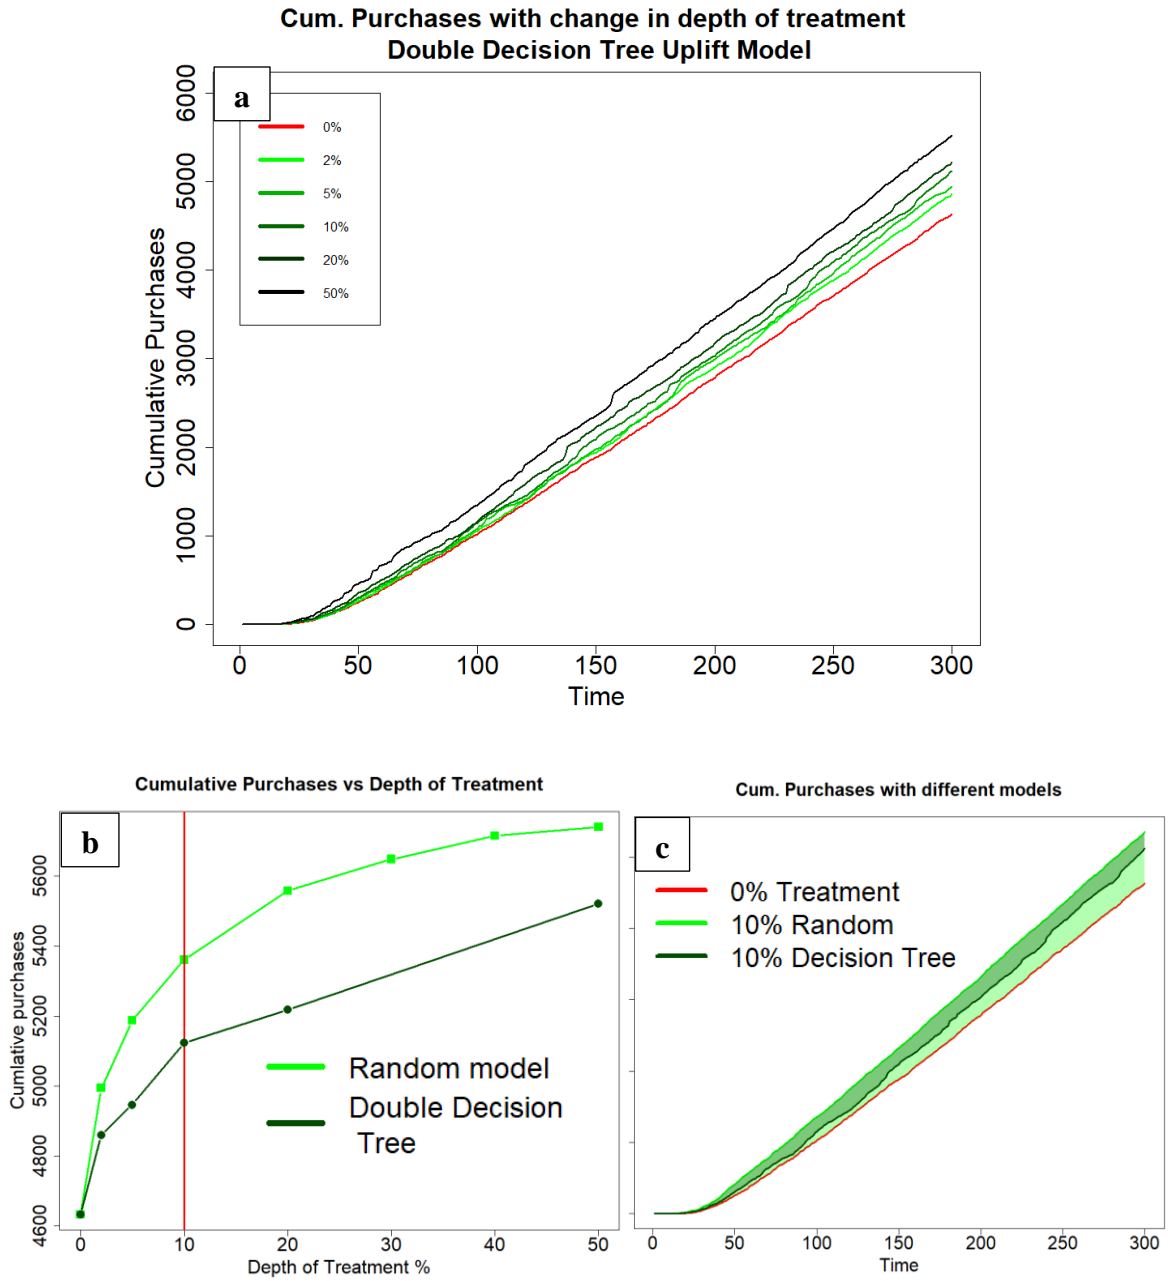 Cum. Purchases with change in depth of treatment
Double Decision Tree Uplift Model
a
0%
2%
5%
10%
20%
50%
Cumulative Purchases
6000
5000
4000
3000
2000
1000
0
0 50 100 150 200 250 300
Time
Cumulative Purchases vs Depth of Treatment
b
Cumlative purchases
5600
5400
5200
5000
4800
4600
Random model
Double Decision
Tree
0 10 20 30 40 50
Depth of Treatment %
Cum. Purchases with different models
c
0% Treatment
10% Random
10% Decision Tree
0 50 100 150 200 250 300
Time